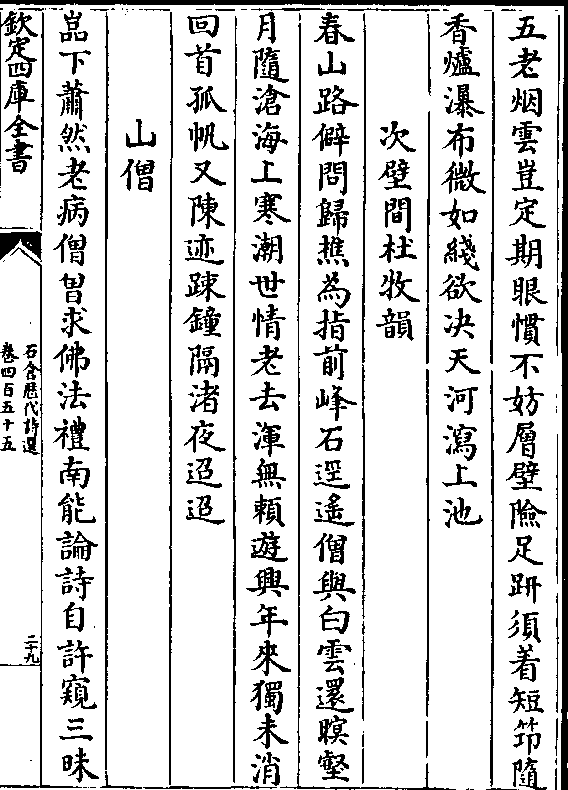 五老烟雲豈定期眼慣不妨層壁險足趼須着短笻隨
香爐瀑布微如綫欲決天河瀉上池
次壁間杜牧韻
春山路僻問歸樵為指前峰石逕遙僧與白雲還暝壑
月隨滄海上寒潮世情老去渾無賴遊興年來獨未消
回首孤帆又陳迹踈鐘隔渚夜迢迢
山僧
嵓下蕭然老病僧曽求佛法禮南能論詩自許窺三昧
欽定四庫全書
石倉歷代詩選
卷四百五十五
二十九